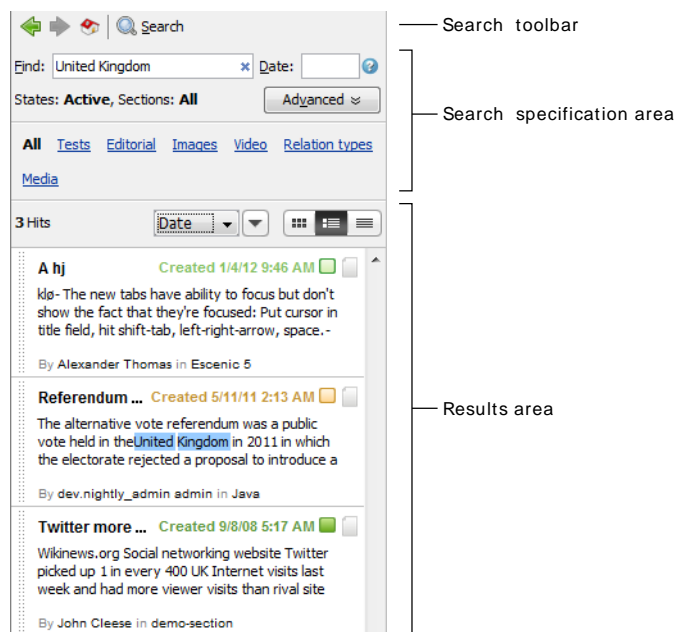 Search
Search toolbar
Find: United Kingdom × Date:
States: Active, Sections: All Advanced
Search specification area
All Tests Editorial Images Video Relation types
Media
3 Hits Date
A hj Created 1/4/12 9:46 AM
klø- The new tabs have ability to focus but don't
show the fact that they're focused: Put cursor in
title field, hit shift-tab, left-right-arrow, space.-
By Alexander Thomas in Escenic 5
Referendum ... Created 5/11/11 2:13 AM
Results area
The alternative vote referendum was a public
vote held in theUnited Kingdom in 2011 in which
the electorate rejected a proposal to introduce a
By dev.nightly_admin admin in Java
Twitter more ... Created 9/8/08 5:17 AM
Wikinews.org Social networking website Twitter
picked up 1 in every 400 UK Internet visits last
week and had more viewer visits than rival site
By John Cleese in demo-section